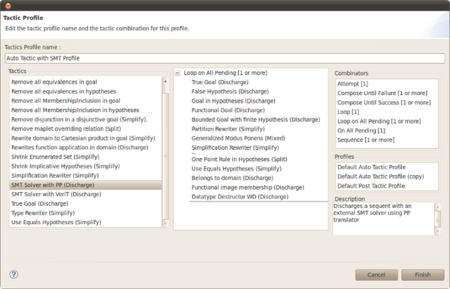 Tactic Profile
Edit the tactic profile name and the tactic combination for this profile.
Tactics Profile name :
Auto Tactic with SMT Profile
Tactics
Remove all equivalences in goal
Remove all equivalences in hypotheses
Remove all Membership/Inclusion in goal
Remove all Membership/Inclusion in hypotheses
Remove disjunction in a disjunctive goal (Simplify).
Remove maplet overriding relation (Split)
Rewrite domain to Cartesian product in goal (Simplify)
Rewrites function application in domain (Discharge)
Shrink Enumerated Set (Simplify)
Shrink Implicative Hypotheses (Simplify)
Simplification Rewriter (Simplify)
SMT Solver with PP (Discharge)
SMT Solver with VeriT (Discharge)
True Goal (Discharge)
Type Rewriter (Simplify)
Use Equals Hypotheses (Simplify)
Loop on All Pending [1 or more]
True Goal (Discharge)
False Hypothesis (Discharge)
Goal in Hypotheses (Discharge)
Functional Goal (Discharge)
Bounded Goal with finite Hypothesis (Discharge)
Partition Rewriter (Simplify)
Generalized Modus Ponens (Mixed)
Simplification Rewriter (Simplify)
One Point Rule in Hypotheses (Split)
Use Equals Hypotheses (Simplify)
Belongs to domain (Discharge)
Functional image membership (Discharge)
Datatype Destructor WD (Discharge)
Combinators
Attempt [1]
Compose Until Failure [1 or more]
Compose Until Success [1 or more]
Loop [1]
Loop on All Pending [1 or more]
On All Pending [1]
Sequence [1 or more]
Profiles
Default Auto Tactic Profile
Default Auto Tactic Profile (copy)
Default Post Tactic Profile
Description
Discharges a sequent with an
external SMT solver using PP
translator
?
Cancel
Finish